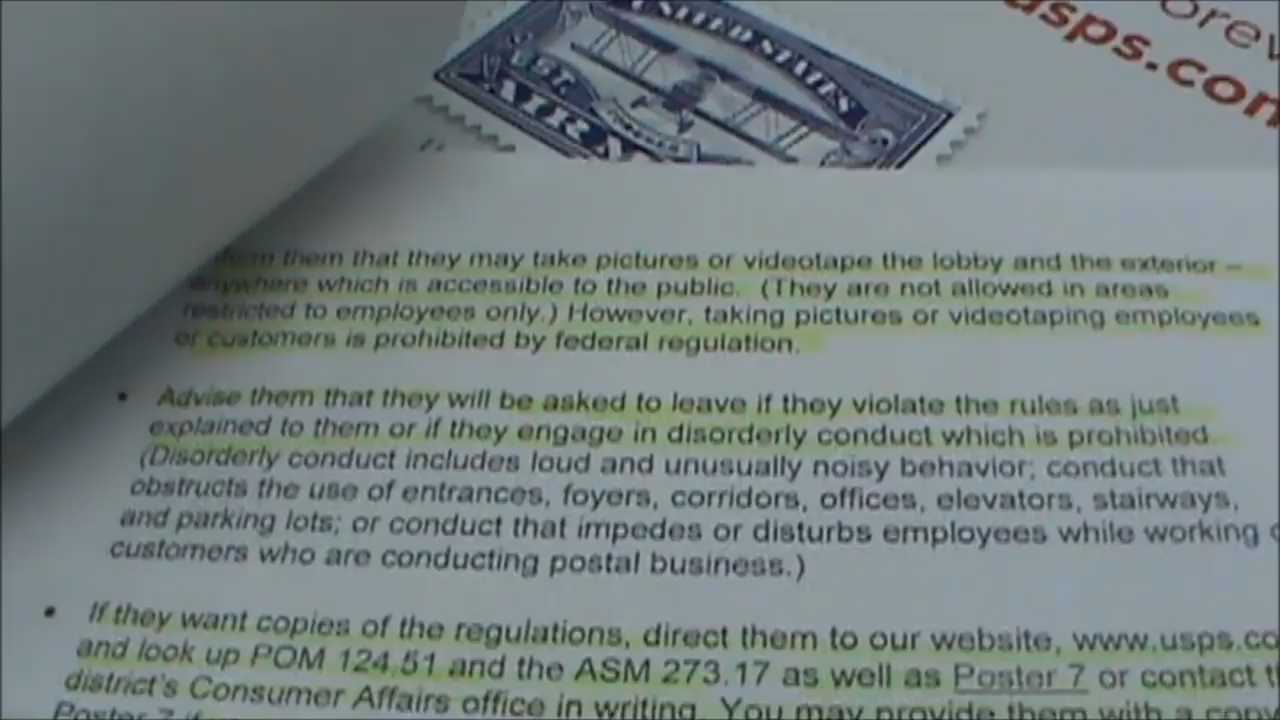 UNITED STATES
EST.
AIR
usps.com
them that they may take pictures or videotape the lobby and the exterior –
anywhere which is accessible to the public. (They are not allowed in areas
restricted to employees only.) However, taking pictures or videotaping employees
or customers is prohibited by federal regulation.
• Advise them that they will be asked to leave if they violate the rules as just
explained to them or if they engage in disorderly conduct which is prohibited.
(Disorderly conduct includes loud and unusually noisy behavior; conduct that
obstructs the use of entrances, foyers, corridors, offices, elevators, stairways,
and parking lots; or conduct that impedes or disturbs employees while working
customers who are conducting postal business.)
• If they want copies of the regulations, direct them to our website, www.usps.co
and look up POM 124.51 and the ASM 273.17 as well as Poster 7 or contact t
district's Consumer Affairs office in writing. You may provide them with a copy
Poster 7